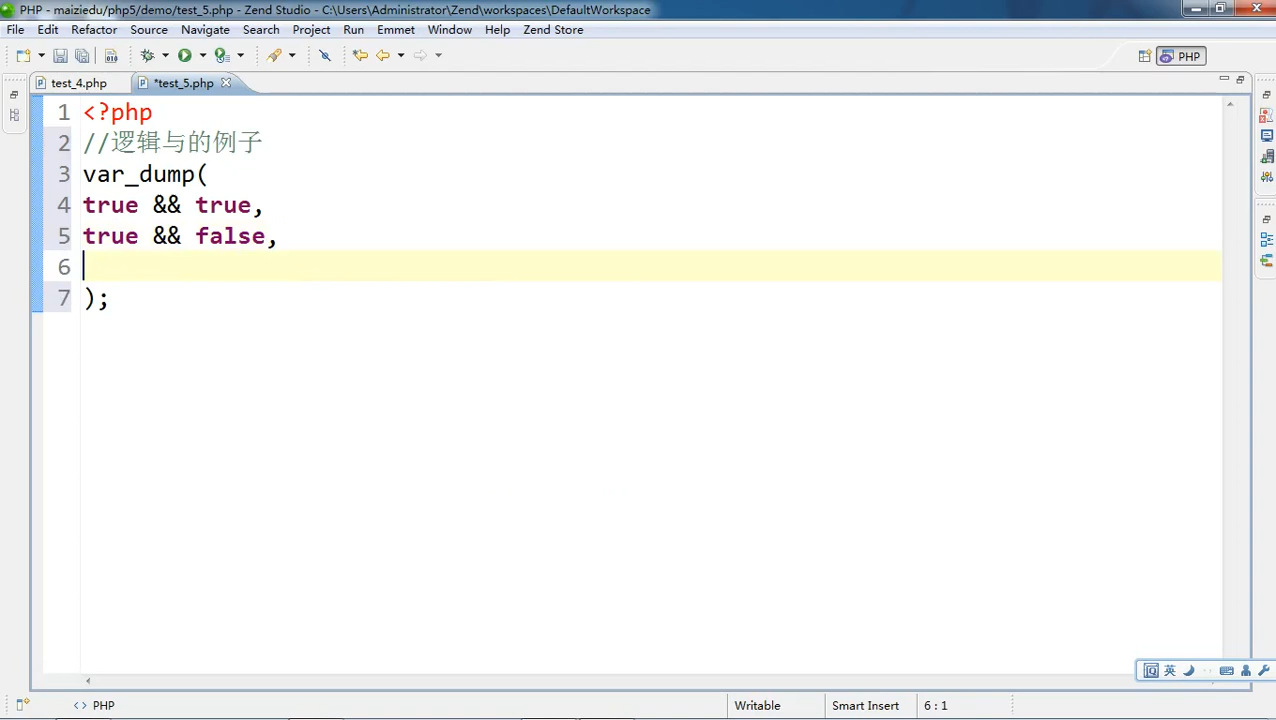 PHP - maiziedu/php5/demo/test_5.php - Zend Studio - C:\Users\Administrator\Zend\workspaces\DefaultWorkspace
File Edit Refactor Source Navigate Search Project Run Emmet Window Help Zend Store
PHP
test_4.php *test_5.php
1 <?php
2 //逻辑与的例子
3 var_dump(
4 true && true,
5 true && false,
6
7 );
英
<> PHP Writable Smart Insert 6 : 1